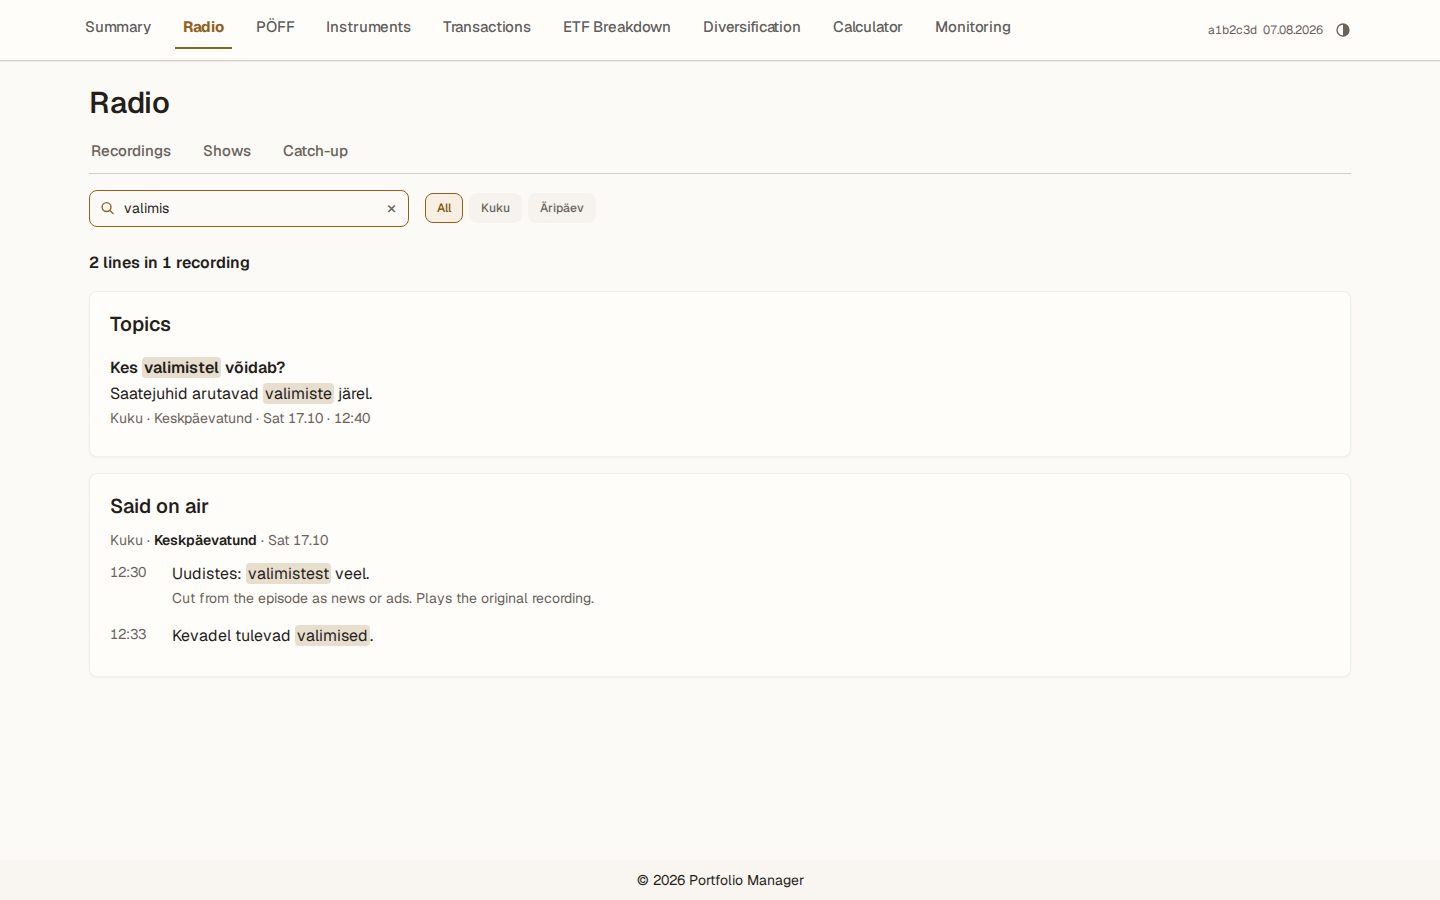 Summary Radio PÖFF Instruments Transactions ETF Breakdown Diversification Calculator Monitoring a1b2c3d 07.08.2026
Radio
Recordings Shows Catch-up
valimis × All Kuku Äripäev
2 lines in 1 recording
Topics
Kes valimistel võidab?
Saatejuhid arutavad valimiste järel.
Kuku · Keskpäevatund · Sat 17.10 · 12:40
Said on air
Kuku · Keskpäevatund · Sat 17.10
12:30 Uudistes: valimistest veel.
Cut from the episode as news or ads. Plays the original recording.
12:33 Kevadel tulevad valimised.
© 2026 Portfolio Manager